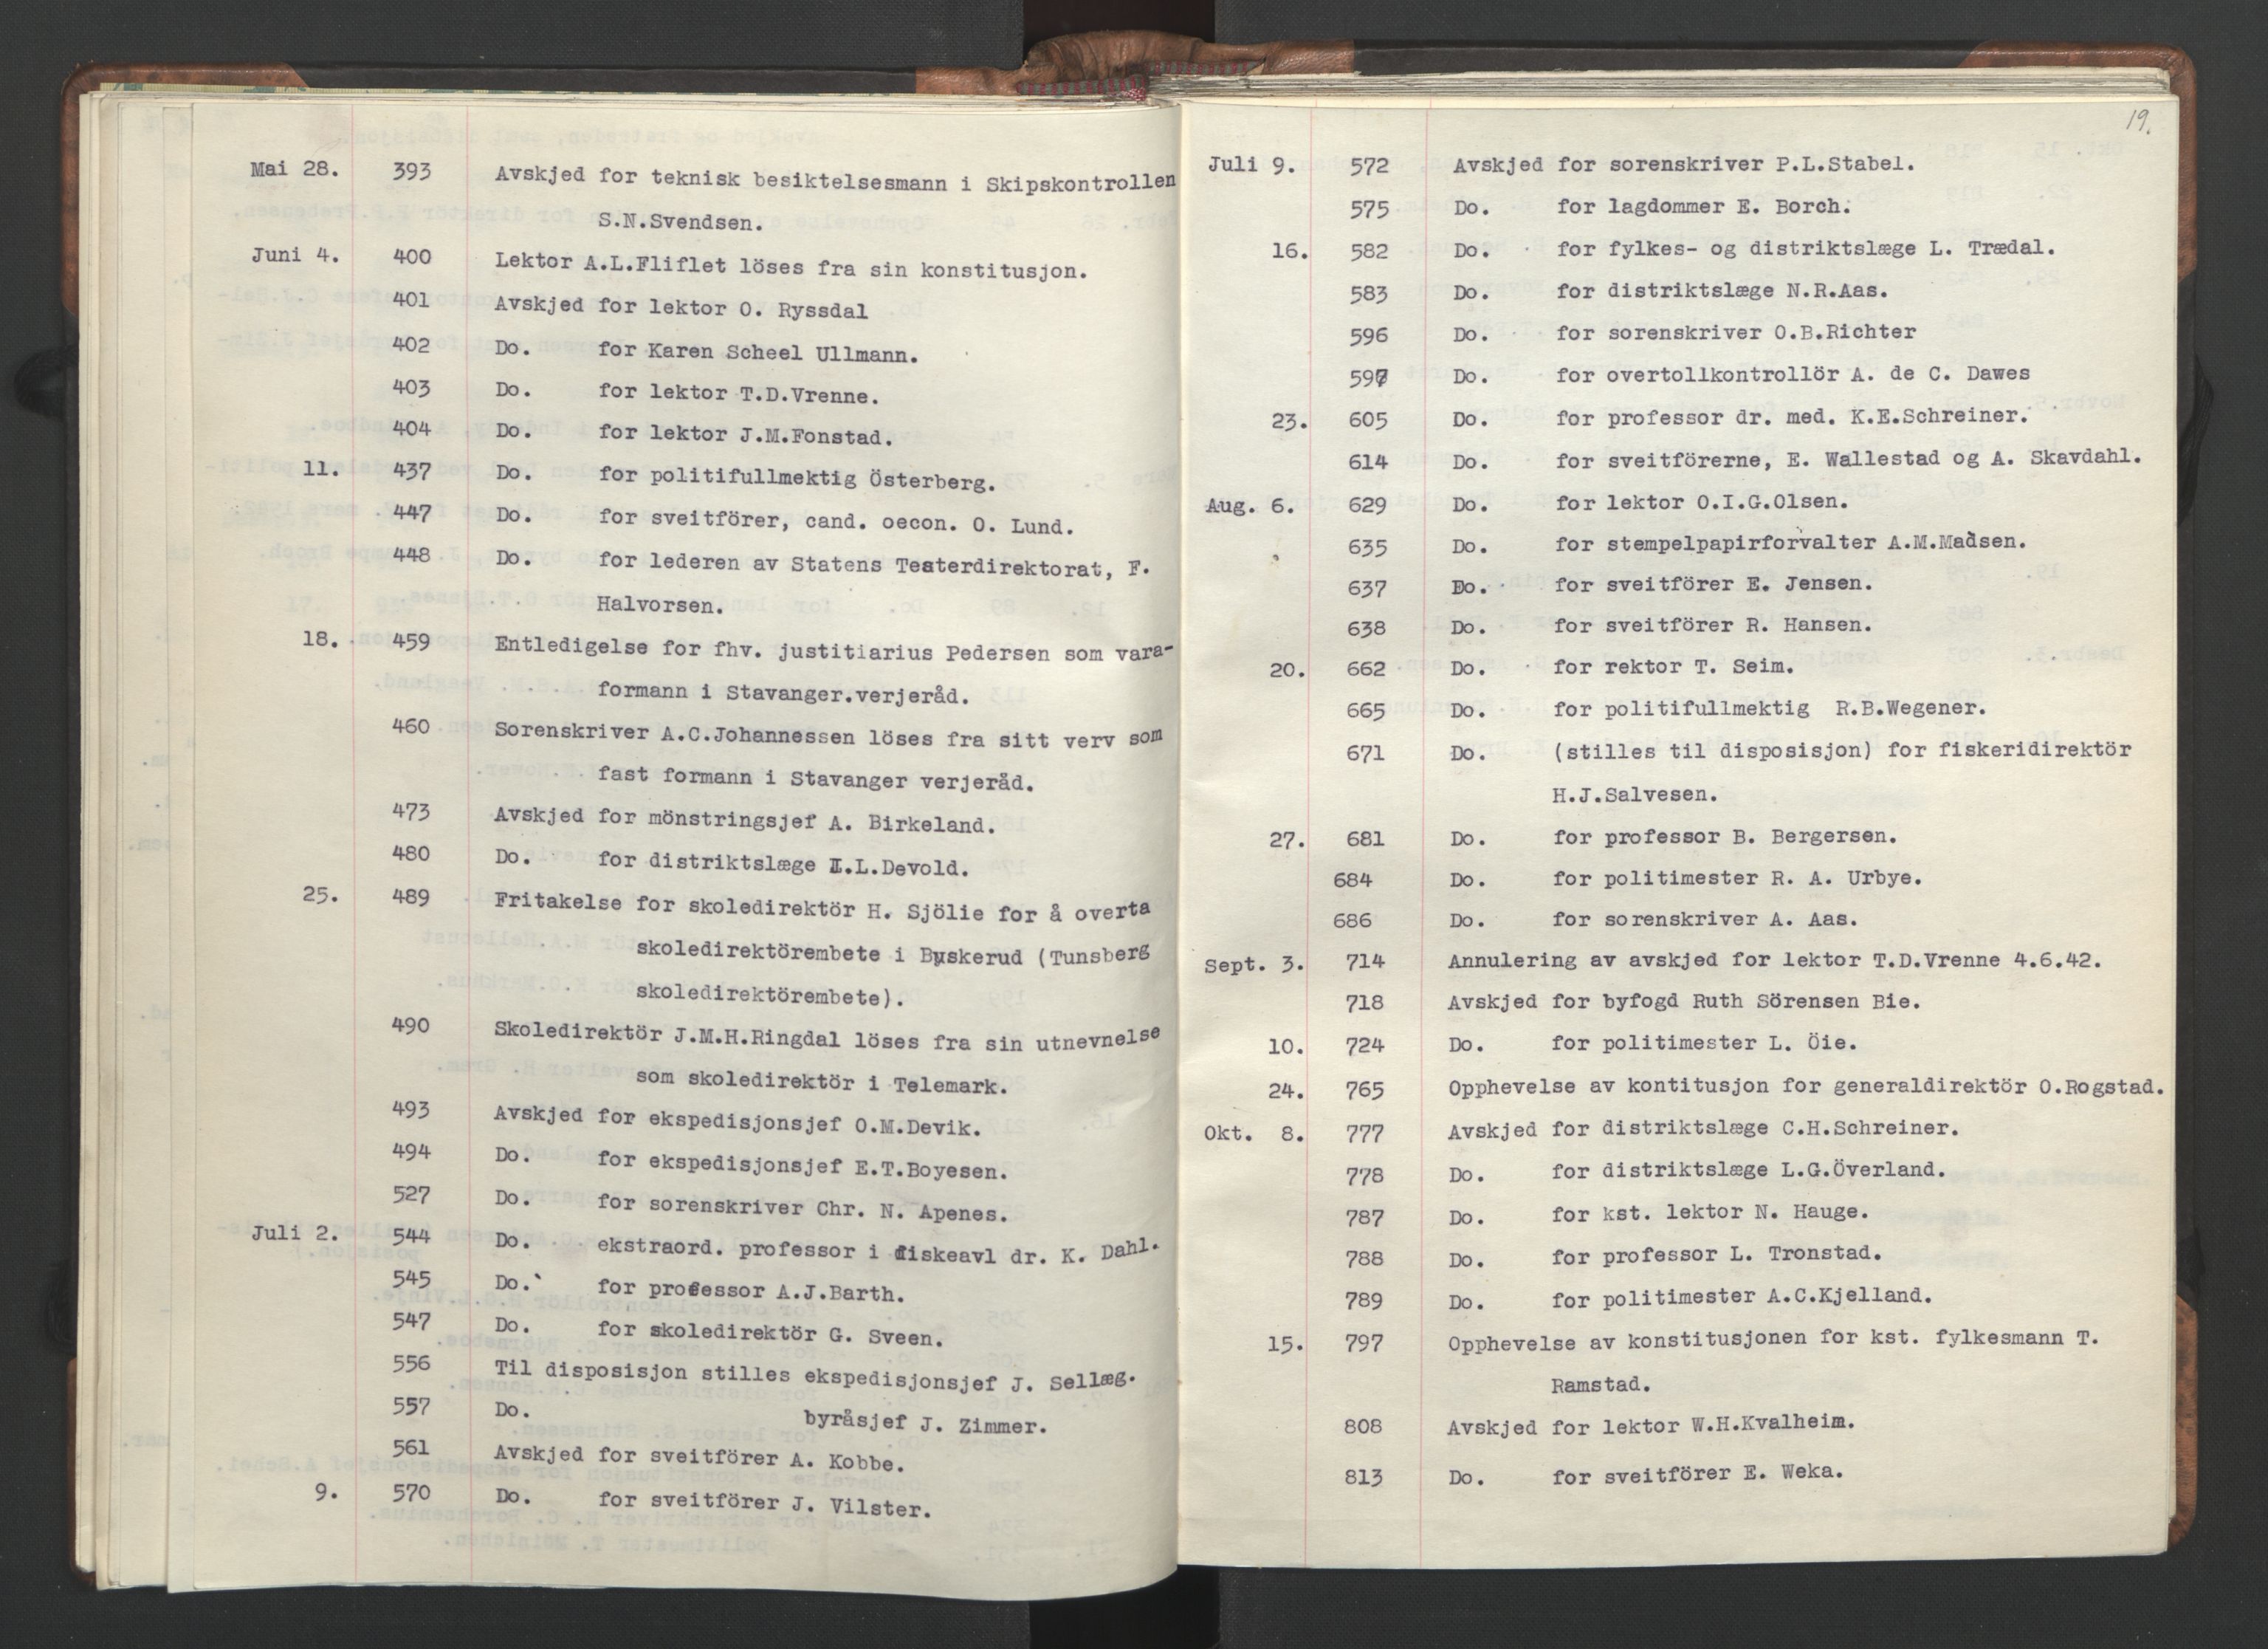 Mai 28. 393 Avskjed for teknisk besiktelsesmann i Skipskontrollen
S.N.Svendsen.
Juni 4. 400 Lektor A.L.Fliflet löses fra sin konstitusjon.
401 Avskjed for lektor O. Ryssdal
402 Do. for Karen Scheel Ullmann.
403 Do. for lektor T.D.Vrenne.
404 Do. for lektor J.M.Fonstad.
11. 437 Do. for politifullmektig Österberg.
447 Do. for sveitförer, cand. oecon. O. Lund.
448 Do. for lederen av Statens Teaterdirektorat, F.
Halvorsen.
18. 459 Entledigelse for fhv. justitiarius Pedersen som vara-
formann i Stavanger.verjeråd.
460 Sorenskriver A.C.Johannessen löses fra sitt verv som
fast formann i Stavanger verjeråd.
473 Avskjed for mönstringsjef A. Birkeland.
480 Do. for distriktslæge L.L.Devold.
25. 489 Fritakelse for skoledirektör H. Sjölie for å overta
skoledirektörembete i Buskerud (Tunsberg
skoledirektörembete).
490 Skoledirektör J.M.H.Ringdal löses fra sin utnevnelse
som skoledirektör i Telemark.
493 Avskjed for ekspedisjonsjef O.M.Devik.
494 Do. for ekspedisjonsjef E.T.Boyesen.
527 Do. for sorenskriver Chr. N. Apenes.
Juli 2. 544 Do. ekstraord. professor i fiskeavl dr. K. Dahl.
545 Do. for professor A.J.Barth.
547 Do. for skoledirektör G. Sveen.
556 Til disposisjon stilles ekspedisjonsjef J. Sellæg.
557 Do. byråsjef J. Zimmer.
561 Avskjed for sveitförer A. Kobbe.
9. 570 Do. for sveitförer J. Vilster.
19.
Juli 9. 572 Avskjed for sorenskriver P.L.Stabel.
575 Do. for lagdommer E. Borch.
16. 582 Do. for fylkes- og distriktslæge L. Trædal.
583 Do. for distriktslæge N.R.Aas.
596 Do. for sorenskriver O.B.Richter
597 Do. for overtollkontrollör A. de C. Dawes
23. 605 Do. for professor dr. med. K.E.Schreiner.
614 Do. for sveitförerne, E. Wallestad og A. Skavdahl.
Aug. 6. 629 Do. for lektor O.I.G.Olsen.
635 Do. for stempelpapirforvalter A.M.Madsen.
637 Do. for sveitförer E. Jensen.
638 Do. for sveitförer R. Hansen.
20. 662 Do. for rektor T. Seim.
665 Do. for politifullmektig R.B.Wegener.
671 Do. (stilles til disposisjon) for fiskeridirektör
H.J.Salvesen.
27. 681 Do. for professor B. Bergersen.
684 Do. for politimester R. A. Urbye.
686 Do. for sorenskriver A. Aas.
Sept. 3. 714 Annulering av avskjed for lektor T.D.Vrenne 4.6.42.
718 Avskjed for byfogd Ruth Sörensen Bie.
10. 724 Do. for politimester L. Öie.
24. 765 Opphevelse av kontitusjon for generaldirektör O.Rogstad.
Okt. 8. 777 Avskjed for distriktslæge C.H.Schreiner.
778 Do. for distriktslæge L.G.Överland.
787 Do. for kst. lektor N. Hauge.
788 Do. for professor L. Tronstad.
789 Do. for politimester A.C.Kjelland.
15. 797 Opphevelse av konstitusjonen for kst. fylkesmann T.
Ramstad.
808 Avskjed for lektor W.H.Kvalheim.
813 Do. for sveitförer E. Weka.